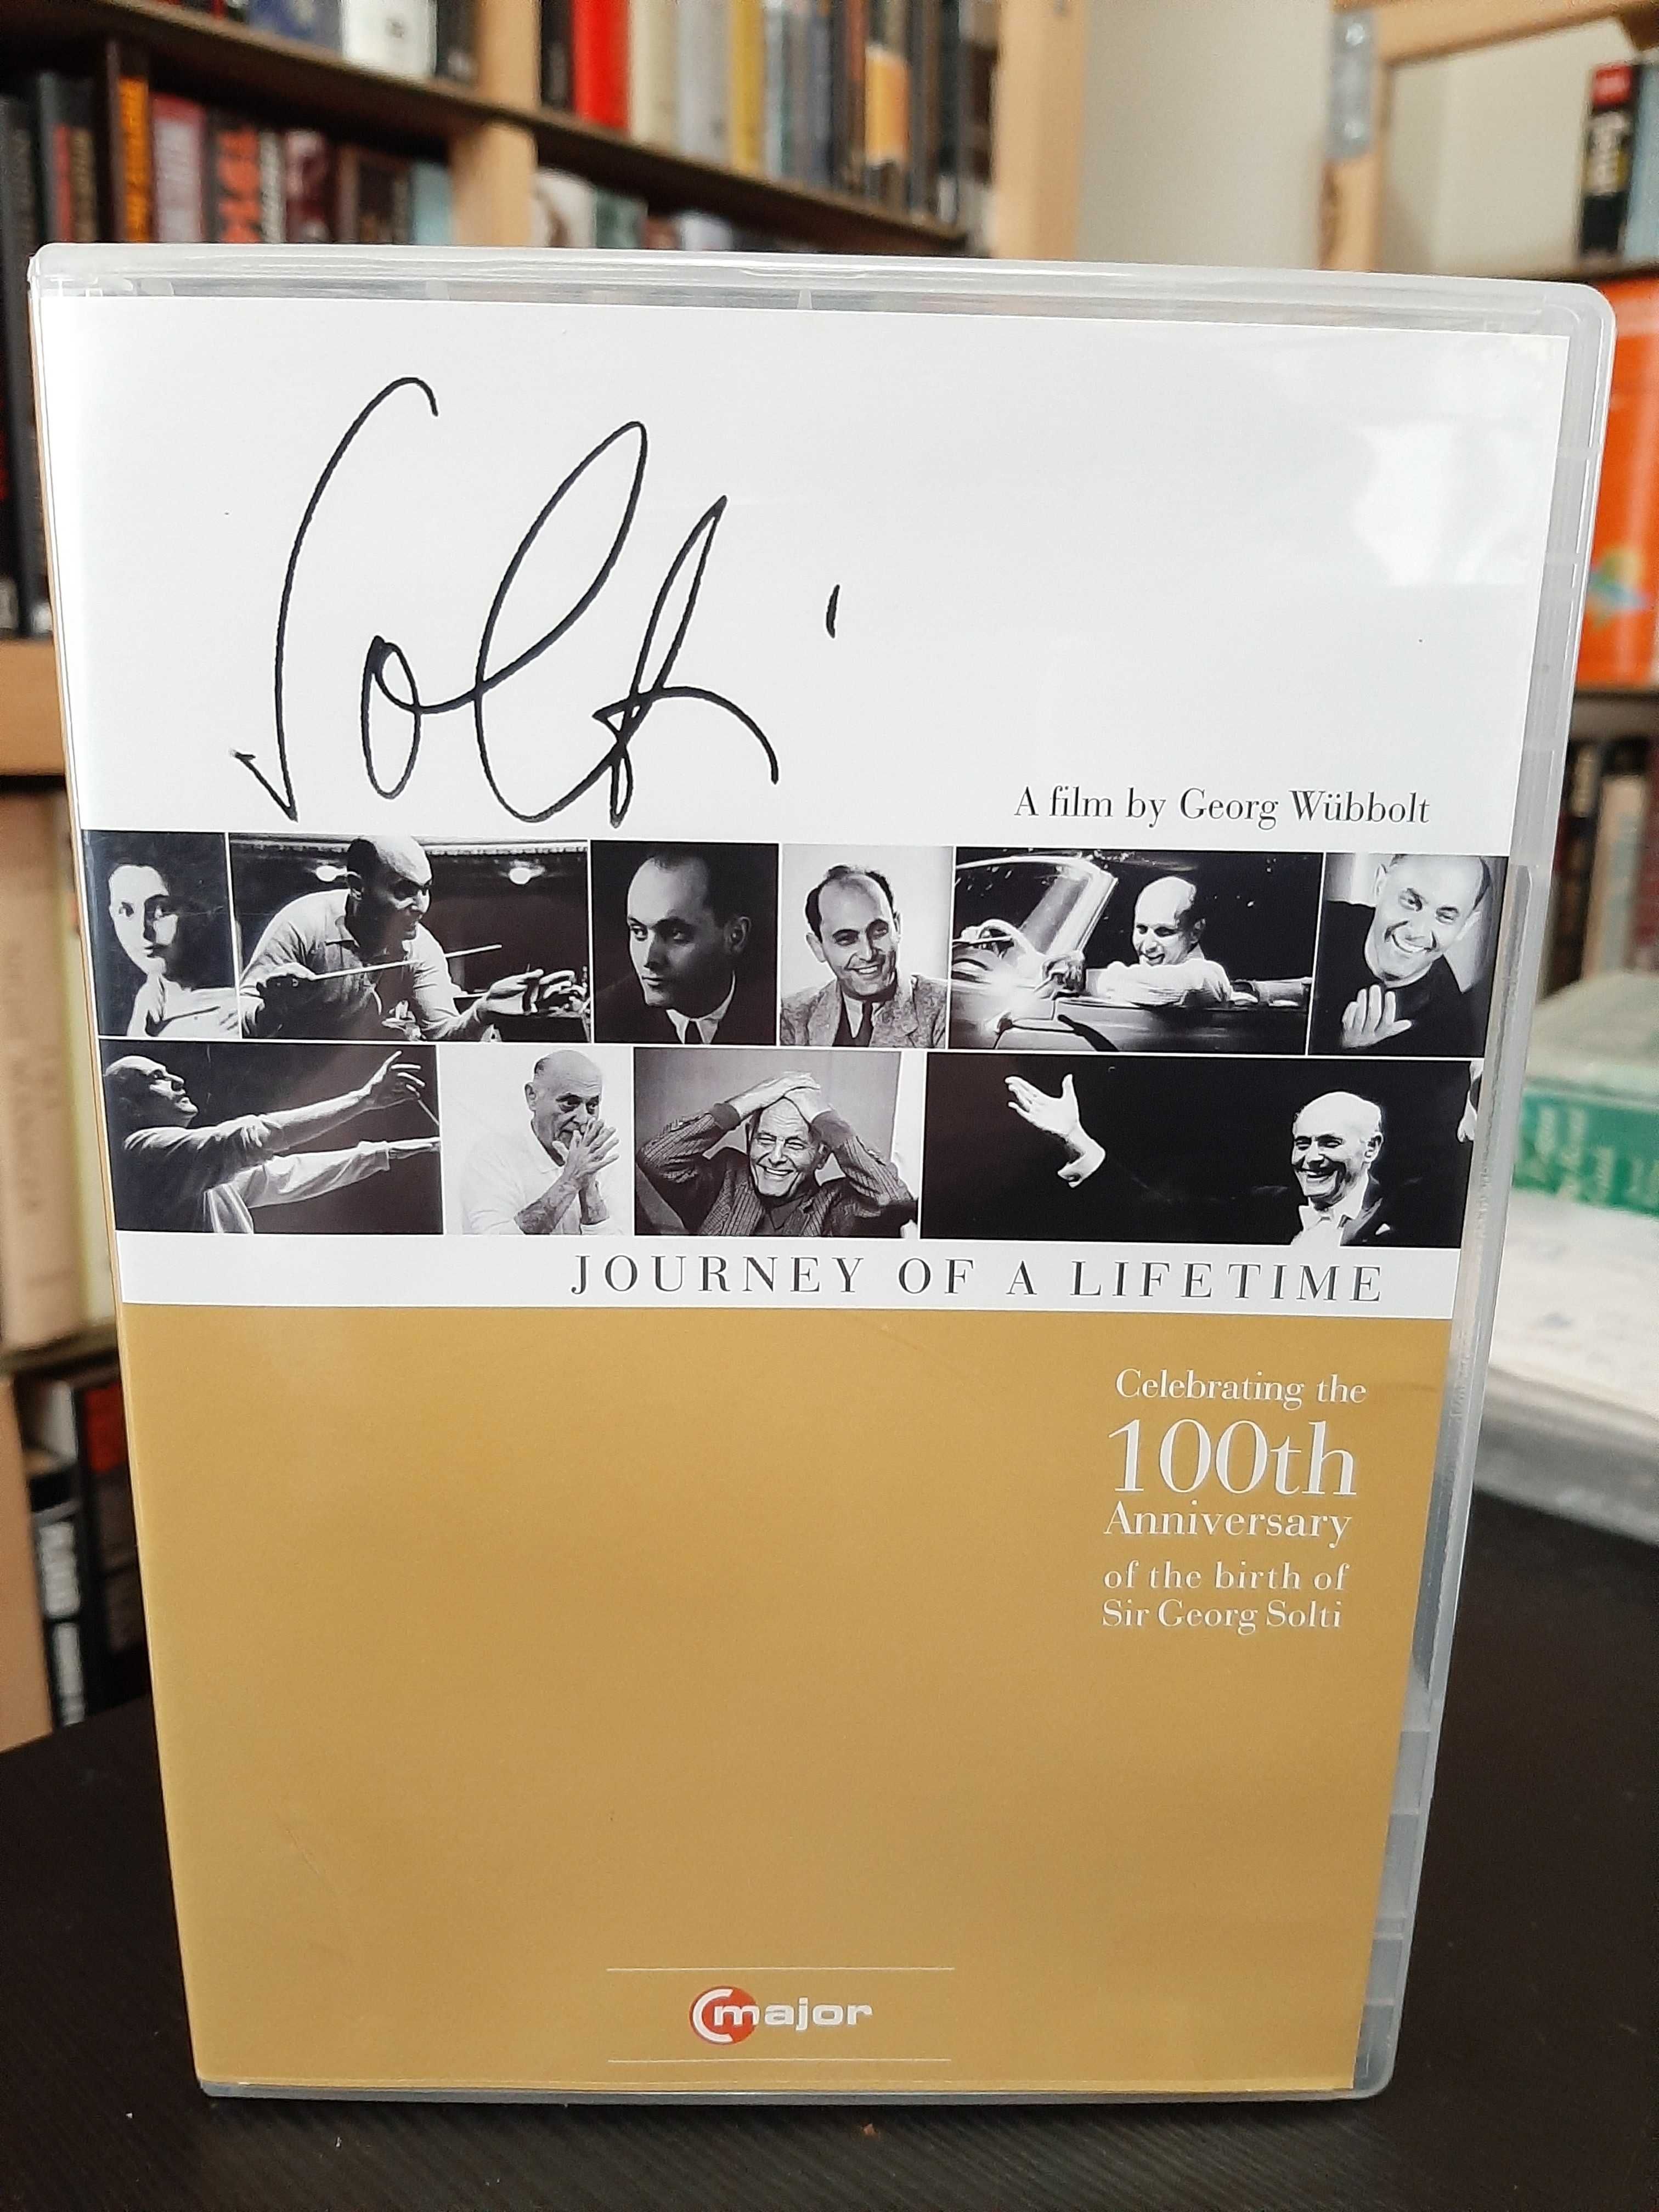 Solti
A film by Georg Wübbolt
JOURNEY OF A LIFETIME
Celebrating the
100th
Anniversary
of the birth of
Sir Georg Solti
C major